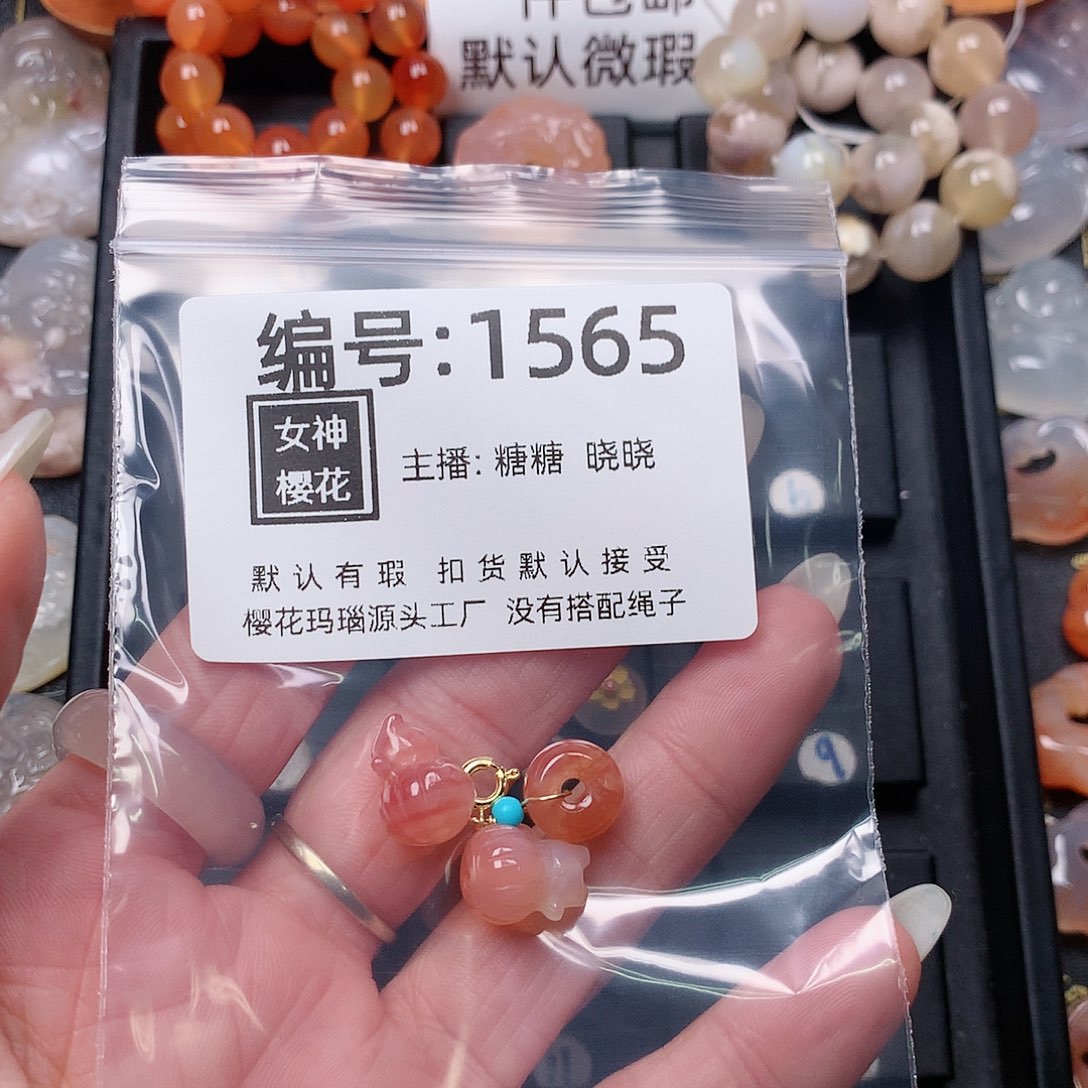 默认微瑕
编号:1565
女神
樱花
主播: 糖糖 晓晓
默认有瑕 扣货默认接受
樱花玛瑙源头工厂 没有搭配绳子
9